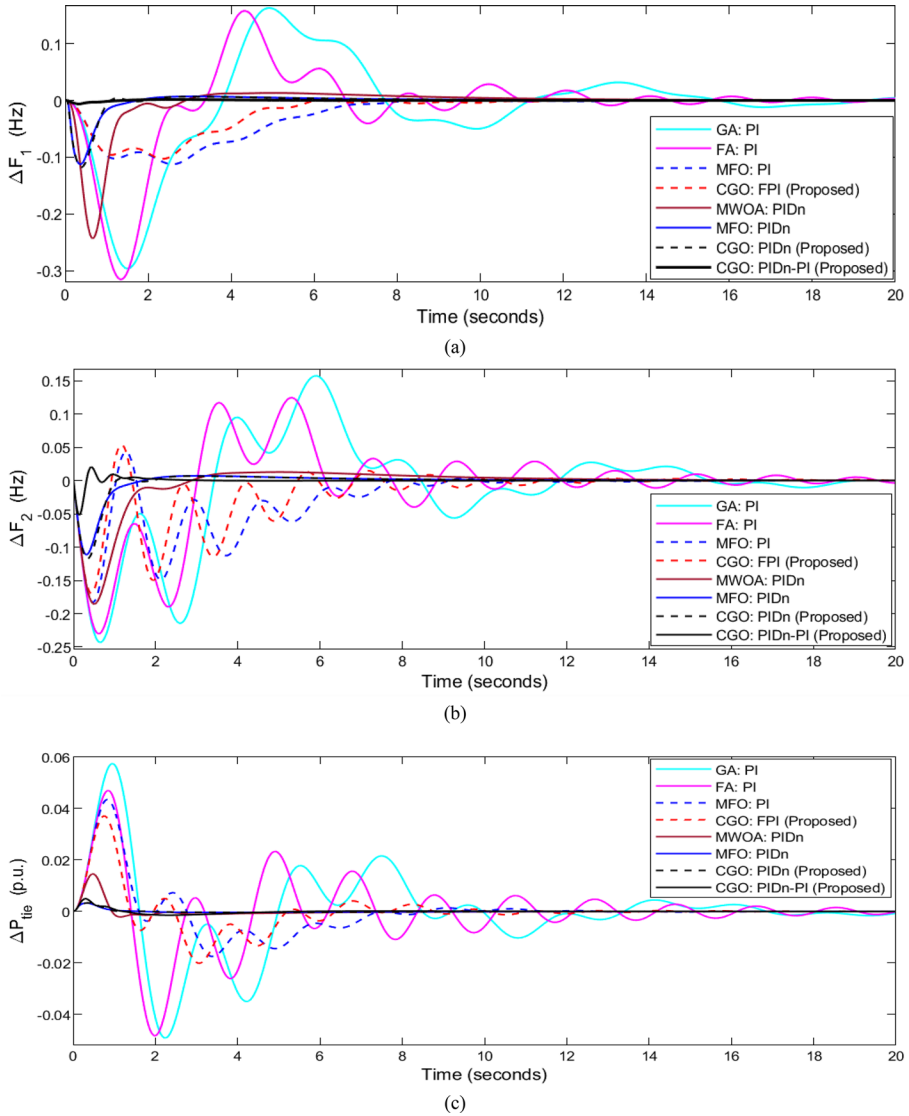 ΔF1 (Hz)
0.1
0
-0.1
-0.2
-0.3
GA: PI
FA: PI
MFO: PI
CGO: FPI (Proposed)
MWOA: PIDn
MFO: PIDn
CGO: PIDn (Proposed)
CGO: PIDn-PI (Proposed)
0 2 4 6 8 10 12 14 16 18 20
Time (seconds)
(a)
ΔF2 (Hz)
0.15
0.1
0.05
0
-0.05
-0.1
-0.15
-0.2
-0.25
GA: PI
FA: PI
MFO: PI
CGO: FPI (Proposed)
MWOA: PIDn
MFO: PIDn
CGO: PIDn (Proposed)
CGO: PIDn-PI (Proposed)
0 2 4 6 8 10 12 14 16 18 20
Time (seconds)
(b)
ΔPtie (p.u.)
0.06
0.04
0.02
0
-0.02
-0.04
GA: PI
FA: PI
MFO: PI
CGO: FPI (Proposed)
MWOA: PIDn
MFO: PIDn
CGO: PIDn (Proposed)
CGO: PIDn-PI (Proposed)
0 2 4 6 8 10 12 14 16 18 20
Time (seconds)
(c)